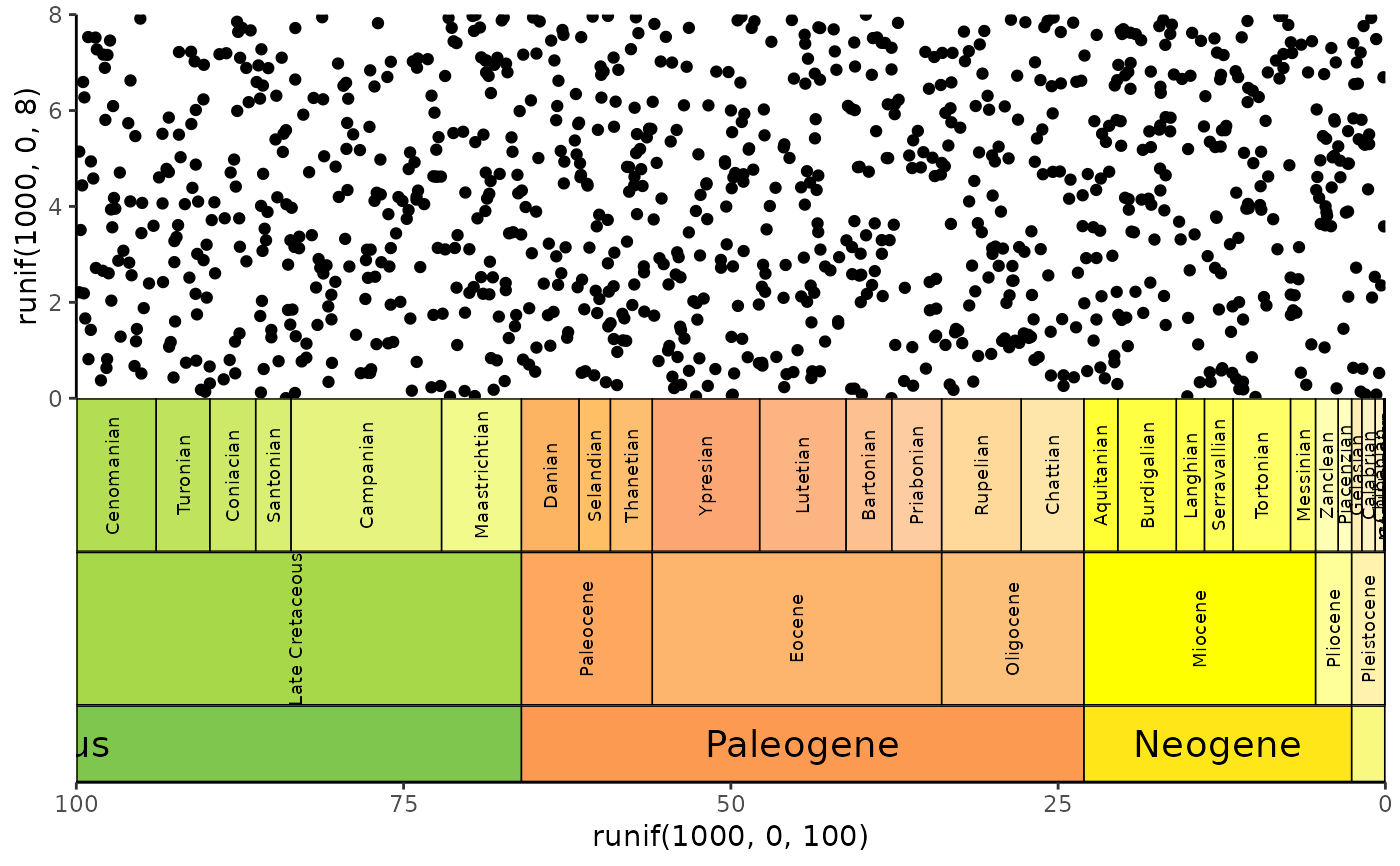 8
6
4
2
0
runif(1000, 0, 8)
Cenomanian
Turonian
Coniacian
Santonian
Campanian
Maastrichtian
Danian
Selandian
Thanetian
Ypresian
Lutetian
Bartonian
Priabonian
Rupelian
Chattian
Aquitanian
Burdigalian
Langhian
Serravallian
Tortonian
Messinian
Zanclean
Piacenzian
Gelasian
Calabrian
Late Cretaceous
Paleocene
Eocene
Oligocene
Miocene
Pliocene
Pleistocene
us
Paleogene
Neogene
100
75
50
25
0
runif(1000, 0, 100)